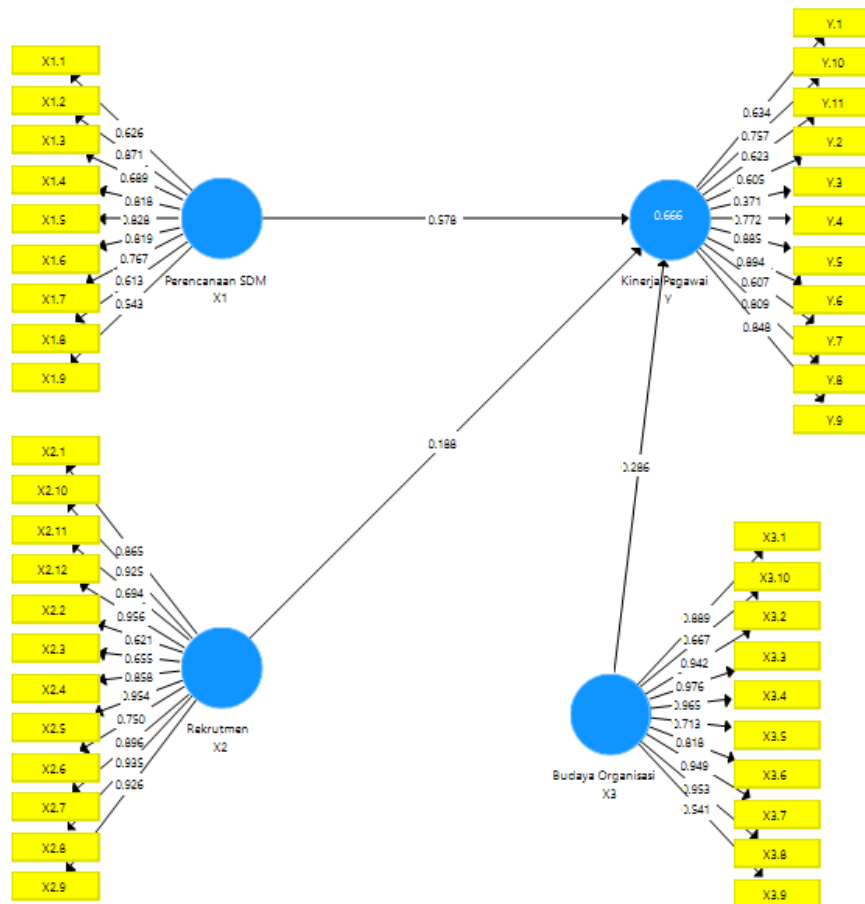 X1.1
X1.2
X1.3
X1.4
X1.5
X1.6
X1.7
X1.8
X1.9
0.626
0.871
0.689
0.818
0.828
0.819
0.767
0.613
0.543
Perencanaan SDM
X1
0.578
Y.1
Y.10
Y.11
Y.2
Y.3
Y.4
Y.5
Y.6
Y.7
Y.8
Y.9
0.634
0.757
0.623
0.605
0.371
0.772
0.885
0.894
0.607
0.809
0.848
0.666
Kinerja Pegawai
Y
0.188
0.286
X2.1
X2.10
X2.11
X2.12
X2.2
X2.3
X2.4
X2.5
X2.6
X2.7
X2.8
X2.9
0.865
0.925
0.694
0.956
0.621
0.655
0.858
0.954
0.750
0.896
0.935
0.926
Rekrutmen
X2
X3.1
X3.10
X3.2
X3.3
X3.4
X3.5
X3.6
X3.7
X3.8
X3.9
0.889
0.667
0.942
0.976
0.965
0.713
0.818
0.949
0.953
0.541
Budaya Organisasi
X3